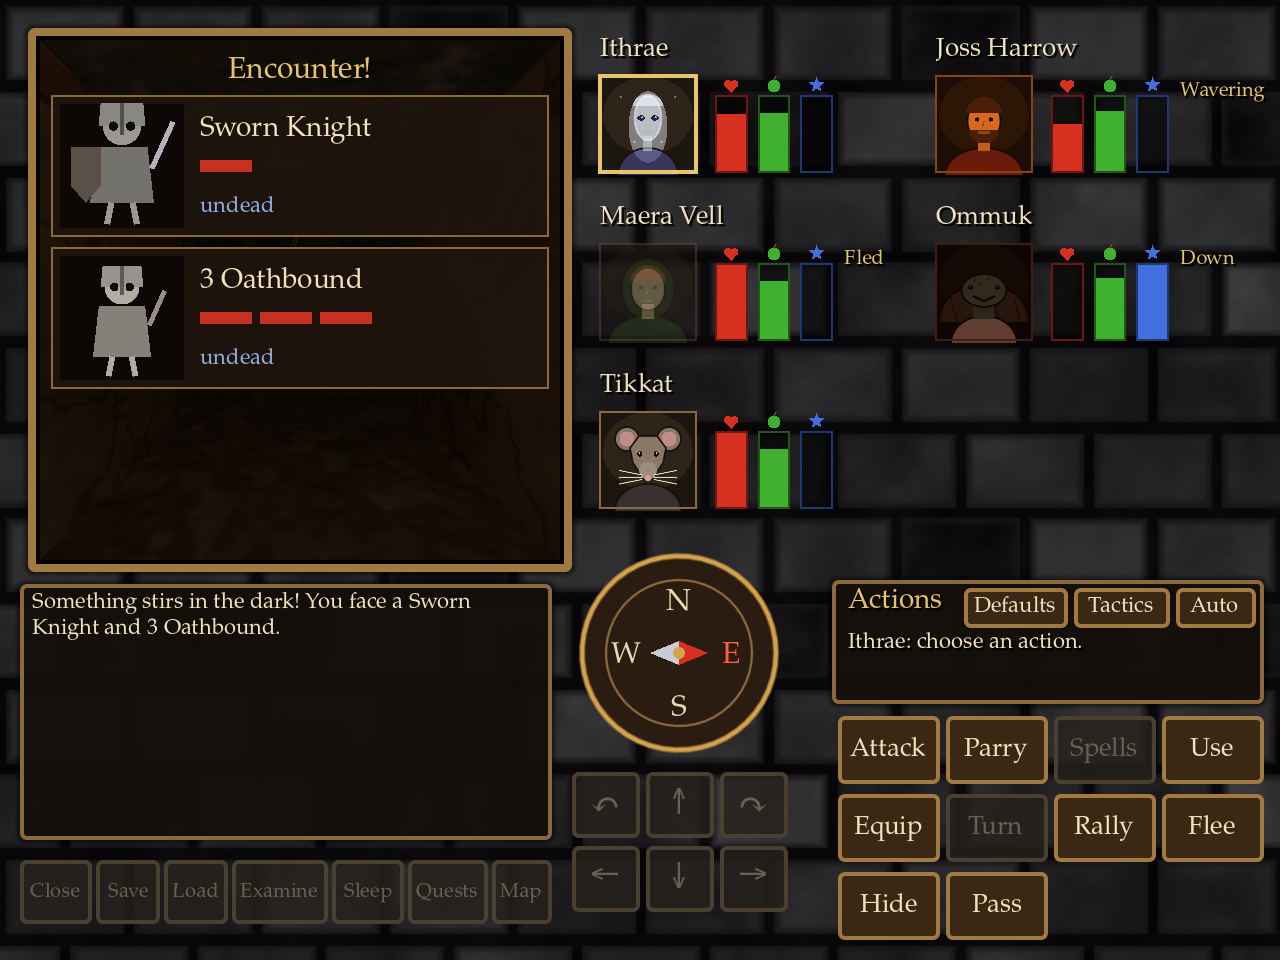 Encounter!
Sworn Knight
undead
3 Oathbound
undead
Ithrae
Joss Harrow
Wavering
Maera Vell
Fled
Ommuk
Down
Tikkat
Something stirs in the dark! You face a Sworn
Knight and 3 Oathbound.
N
W E
S
Actions Defaults Tactics Auto
Ithrae: choose an action.
Attack Parry Spells Use
Equip Turn Rally Flee
Hide Pass
Close Save Load Examine Sleep Quests Map